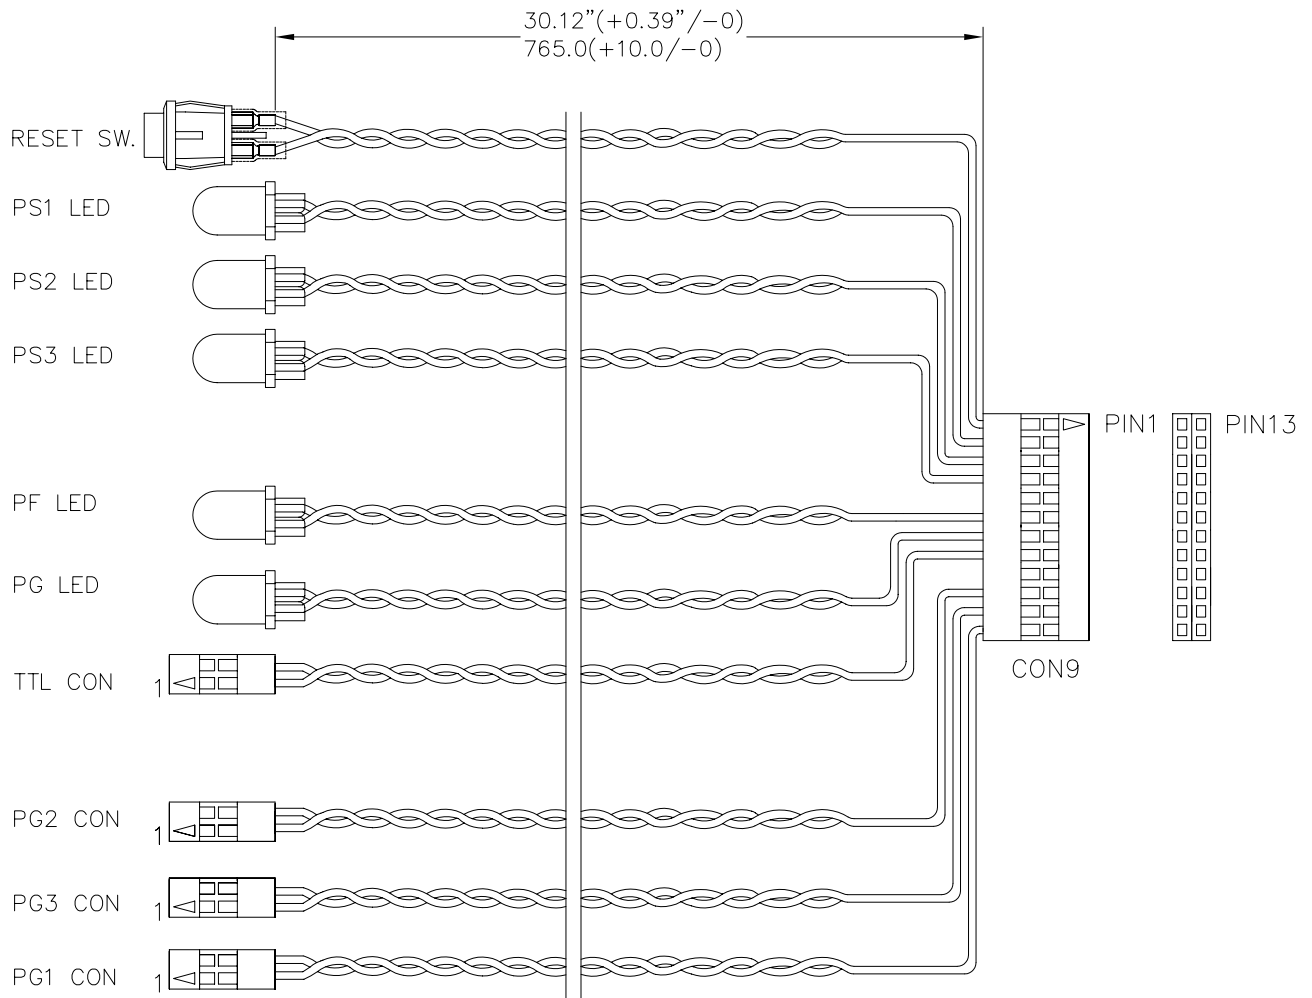 30.12”(+0.39”/−0)
765.0(+10.0/−0)
RESET SW.
PS1 LED
PS2 LED
PS3 LED
PIN1
PIN13
PF LED
PG LED
CON9
TTL CON
1
PG2 CON
1
PG3 CON
1
PG1 CON
1